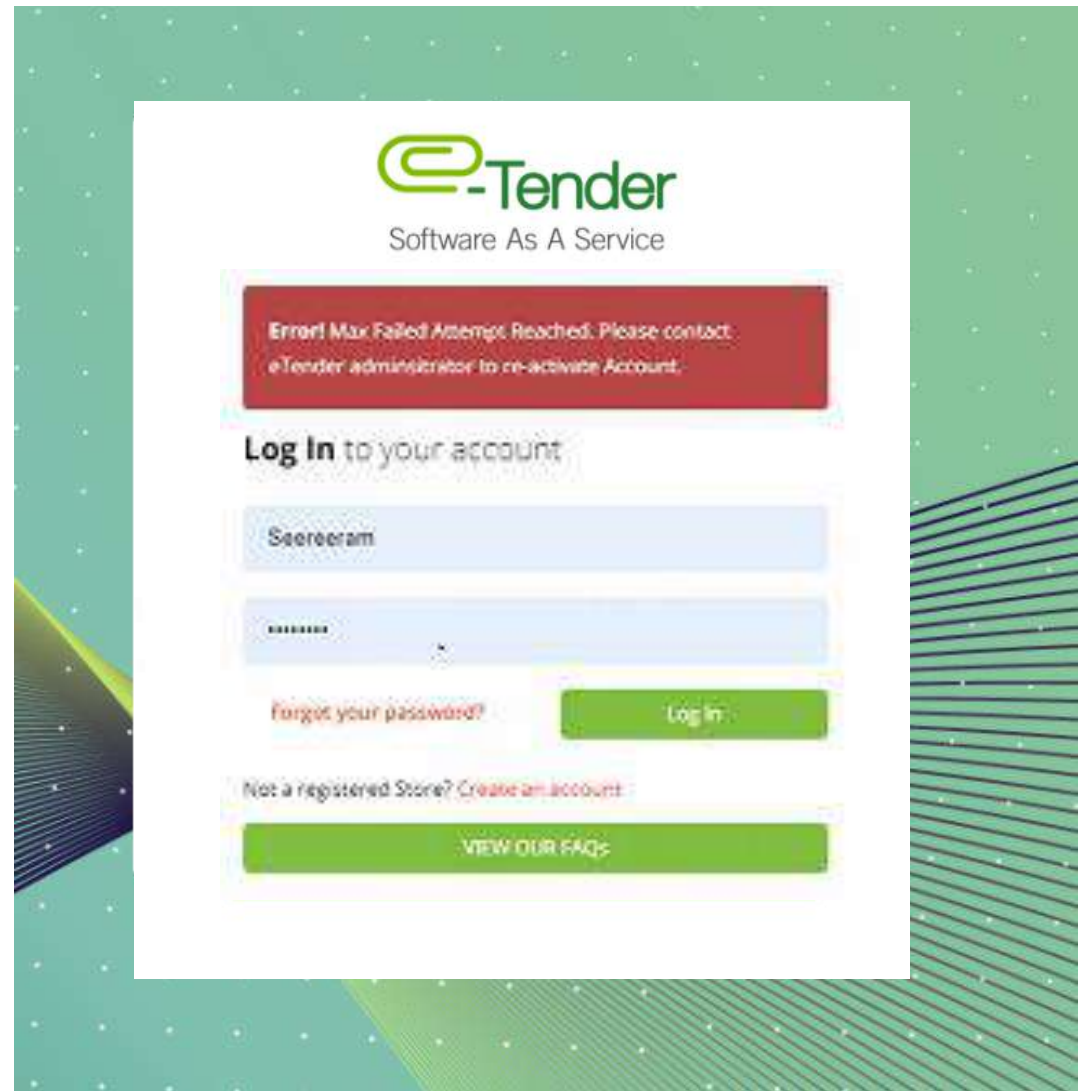 e-Tender
Software As A Service
Error! Max Failed Attempt Reached. Please contact
eTender adminsitrator to re-activate Account.
Log In to your account
Seereeram
••••••••
Forgot your password?
Log In
Not a registered Store? Create an account
VIEW OUR FAQs